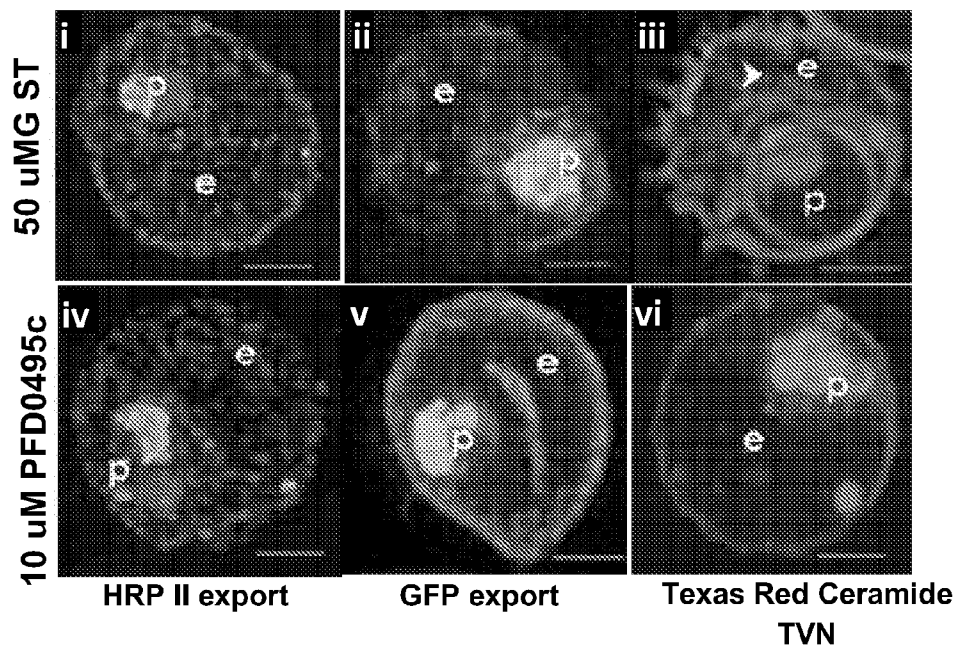 50 uMG ST
i
p
e
ii
e
p
iii
e
p
10 uM PFD0495c
iv
e
p
v
e
p
vi
p
e
HRP II export
GFP export
Texas Red Ceramide
TVN